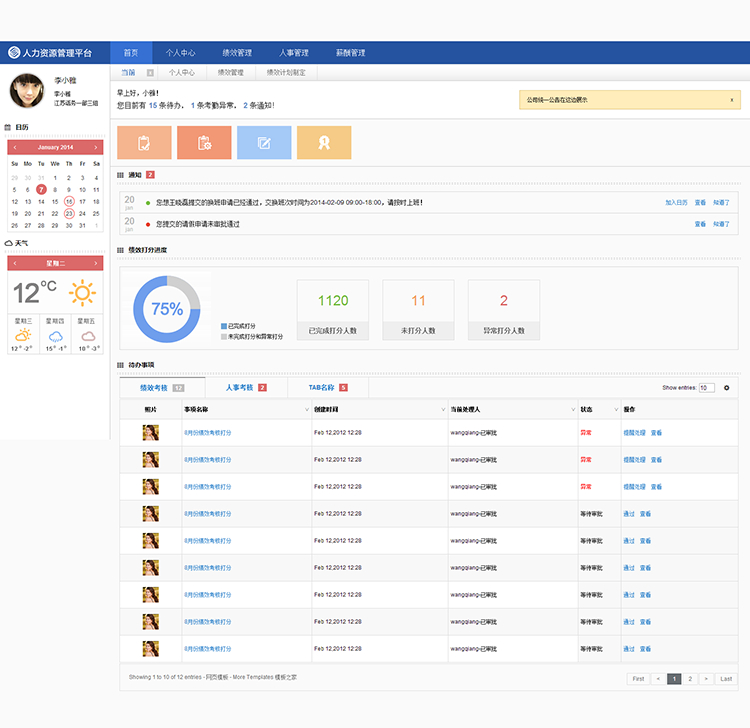 人力资源管理平台
首页 个人中心 绩效管理 人事管理 薪酬管理
当前 x 个人中心 绩效管理 绩效计划制定
李小雅
李小雅
江苏话务一部三组
早上好，小雅！
您目前有 15 条待办、 1 条考勤异常、 2 条通知！
公司统一公告在这边展示 x
日历
January 2014
Su Mo Tu We Th Fr Sa
29 30 31 1 2 3 4
5 6 7 8 9 10 11
12 13 14 15 16 17 18
19 20 21 22 23 24 25
26 27 28 29 30 31 1
天气
星期二
12℃
星期三 星期四 星期五
12° -2° 15° -1° 18° -3°
通知 2
20 jan 您想王晓磊提交的换班申请已经通过，交换班次时间为2014-02-09 09:00-18:00，请按时上班！ 加入日历 查看 知道了
20 jan 您提交的请假申请未审批通过 查看 知道了
绩效打分进度
75%
已完成打分
未完成打分和异常打分
1120
已完成打分人数
11
未打分人数
2
异常打分人数
待办事项
绩效考核 12 人事考核 2 TAB名称 5 Show entries: 10
照片 事项名称 创建时间 当前处理人 状态 操作
8月份绩效考核打分 Feb 12,2012 12:28 wangqiang-已审批 异常 提醒处理 查看
8月份绩效考核打分 Feb 12,2012 12:28 wangqiang-已审批 异常 提醒处理 查看
8月份绩效考核打分 Feb 12,2012 12:28 wangqiang-已审批 异常 提醒处理 查看
8月份绩效考核打分 Feb 12,2012 12:28 wangqiang-已审批 等待审批 通过 查看
8月份绩效考核打分 Feb 12,2012 12:28 wangqiang-已审批 等待审批 通过 查看
8月份绩效考核打分 Feb 12,2012 12:28 wangqiang-已审批 等待审批 通过 查看
8月份绩效考核打分 Feb 12,2012 12:28 wangqiang-已审批 等待审批 通过 查看
8月份绩效考核打分 Feb 12,2012 12:28 wangqiang-已审批 等待审批 通过 查看
8月份绩效考核打分 Feb 12,2012 12:28 wangqiang-已审批 等待审批 通过 查看
Showing 1 to 10 of 12 entries - 网页模板 - More Templates 模板之家
First « 1 2 » Last